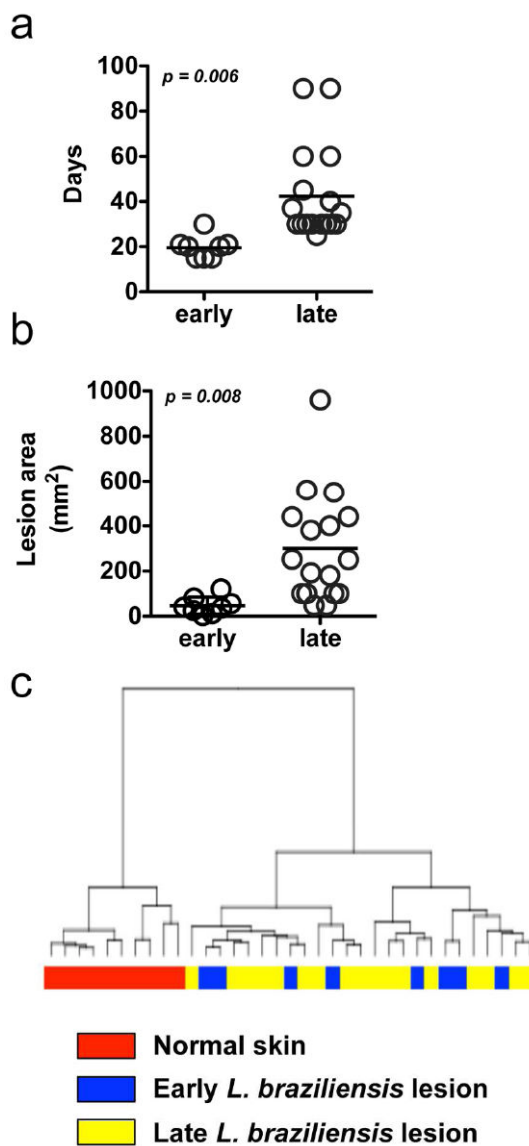 a
100
80
60
40
20
0
Days
p = 0.006
early late
b
1000
800
600
400
200
0
Lesion area
(mm²)
p = 0.008
early late
c
Normal skin
Early L. braziliensis lesion
Late L. braziliensis lesion